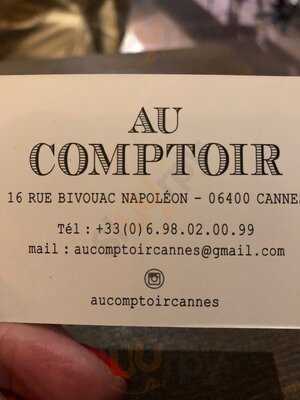 AU
COMPTOIR
16 RUE BIVOUAC NAPOLÉON - 06400 CANNES
Tél : +33(0)6.98.02.00.99
mail : aucomptoircannes@gmail.com
aucomptoircannes